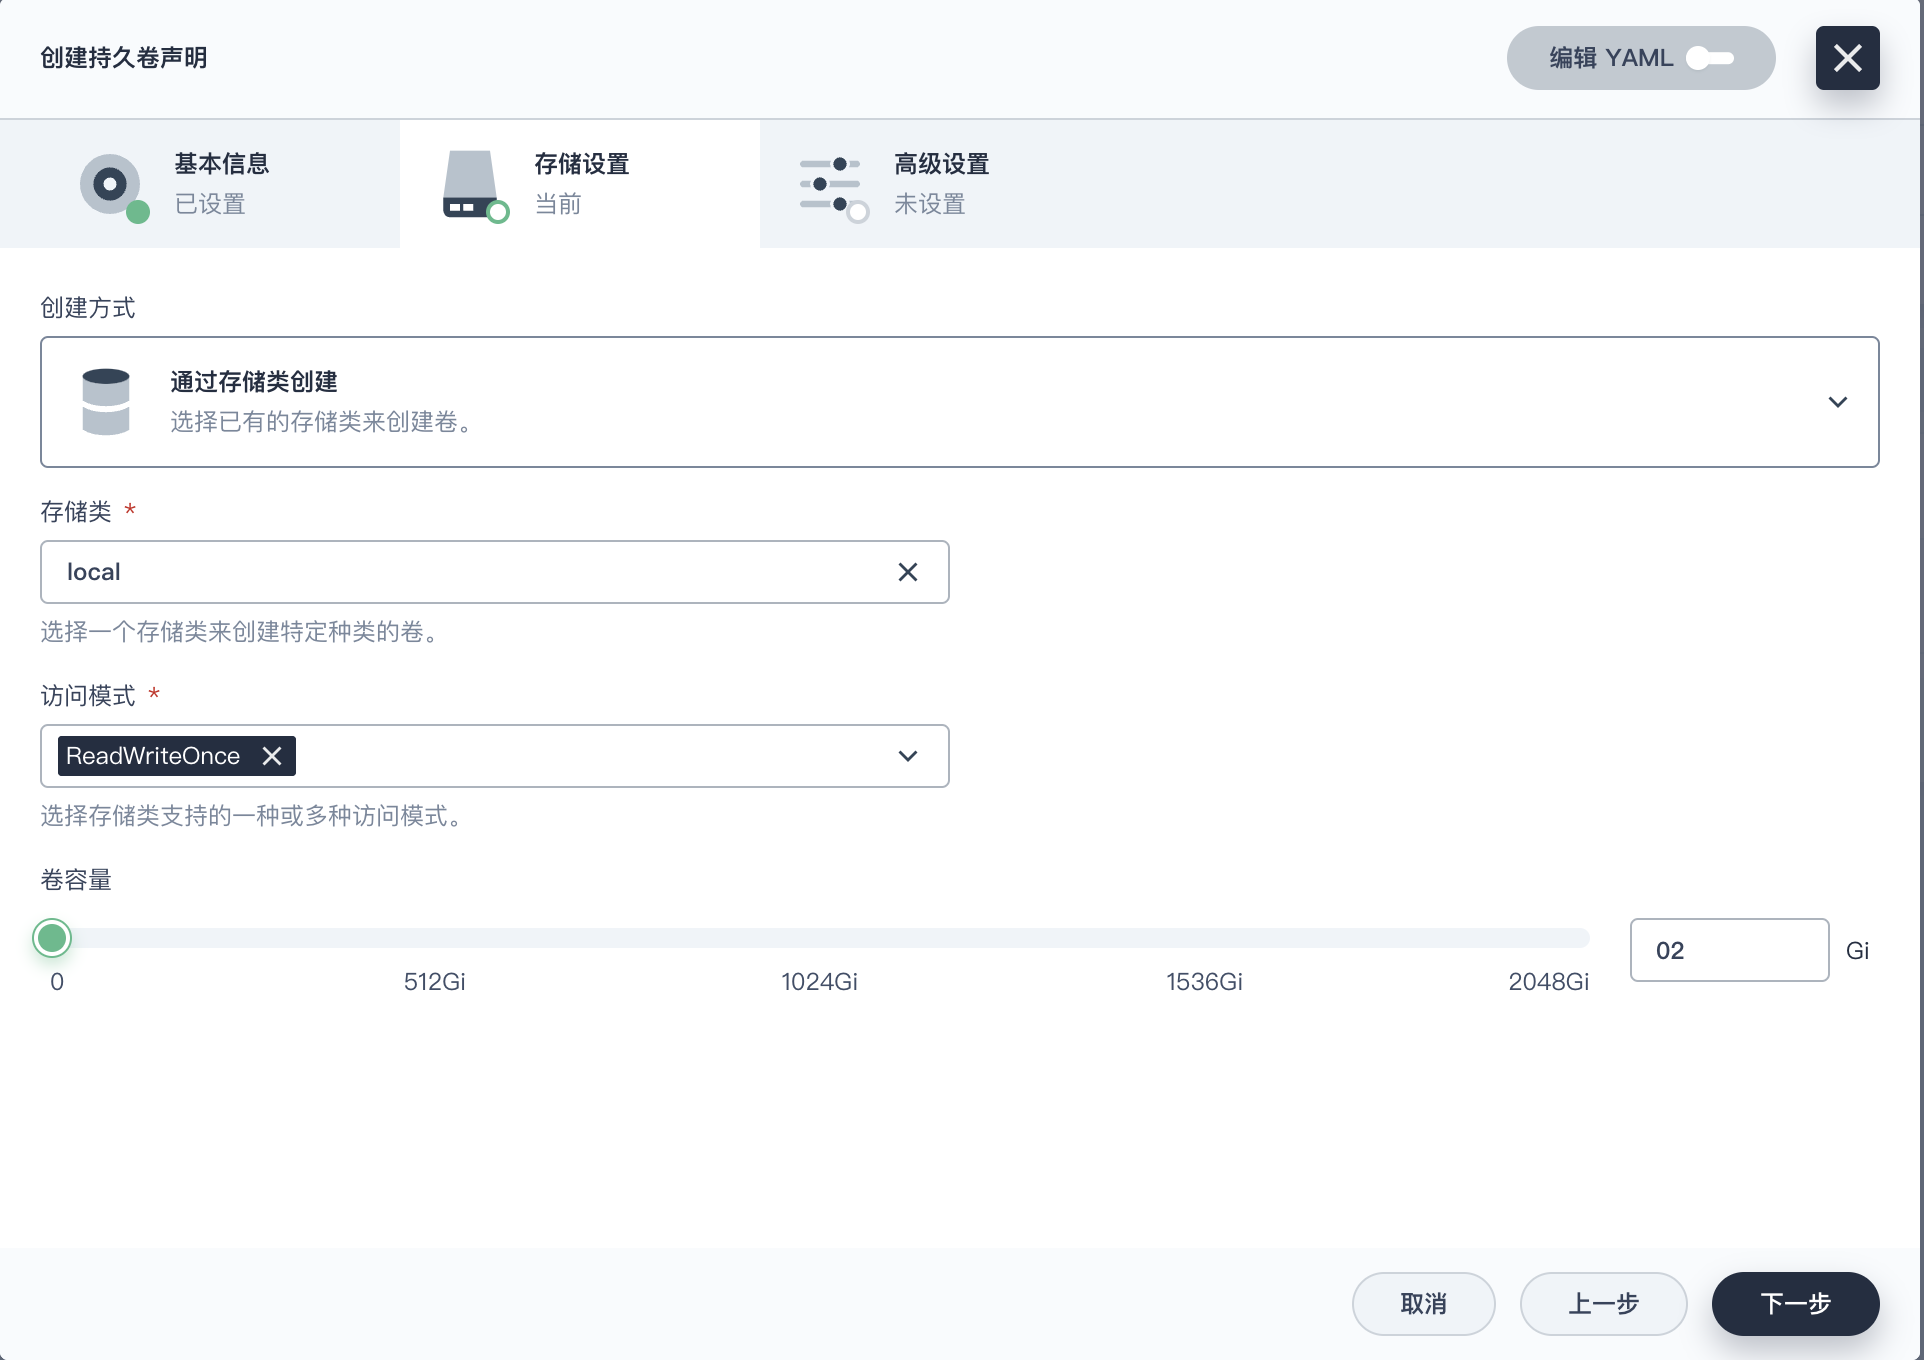 创建持久卷声明
编辑 YAML
基本信息
已设置
存储设置
当前
高级设置
未设置
创建方式
通过存储类创建
选择已有的存储类来创建卷。
存储类 *
local
选择一个存储类来创建特定种类的卷。
访问模式 *
ReadWriteOnce
选择存储类支持的一种或多种访问模式。
卷容量
0 512Gi 1024Gi 1536Gi 2048Gi
02 Gi
取消 上一步 下一步